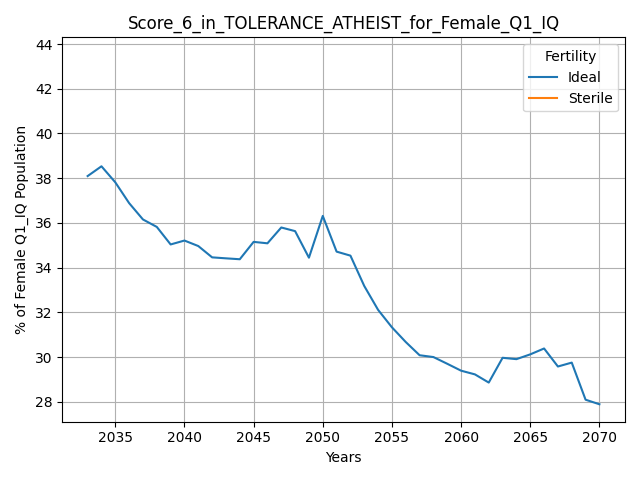 Score_6_in_TOLERANCE_ATHEIST_for_Female_Q1_IQ
% of Female Q1_IQ Population
44
42
40
38
36
34
32
30
28
Fertility
Ideal
Sterile
2035 2040 2045 2050 2055 2060 2065 2070
Years